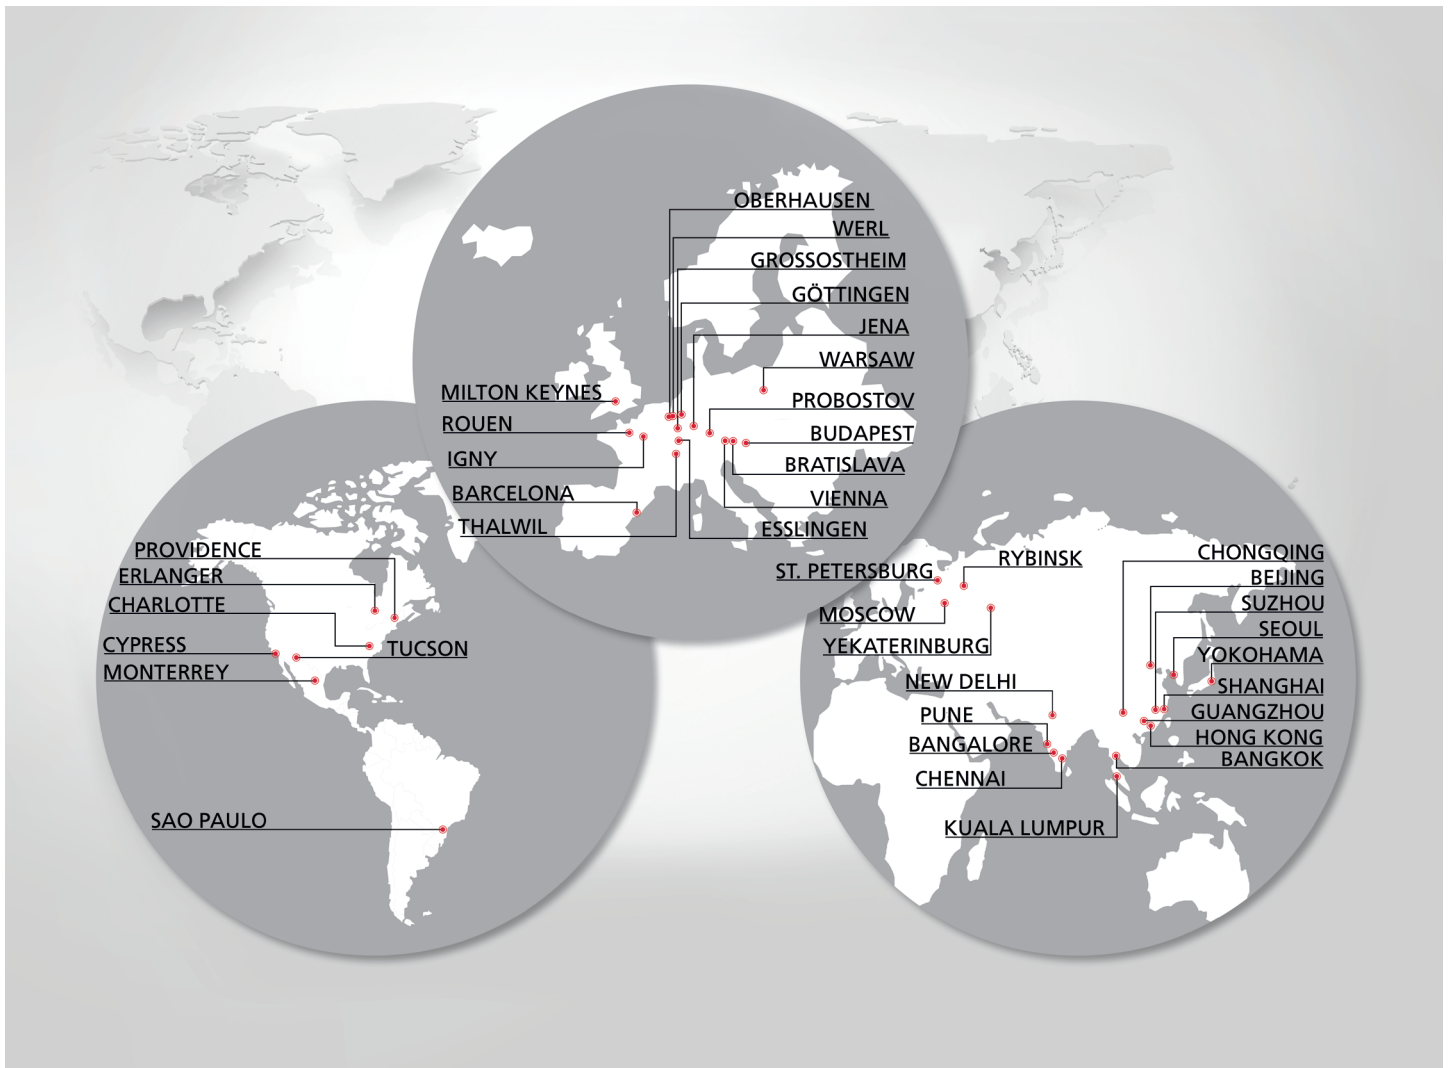 OBERHAUSEN
WERL
GROSSOSTHEIM
GÖTTINGEN
JENA
WARSAW
MILTON KEYNES
PROBOSTOV
ROUEN
BUDAPEST
IGNY
BRATISLAVA
BARCELONA
VIENNA
THALWIL
ESSLINGEN
PROVIDENCE
ERLANGER
CHARLOTTE
CYPRESS
TUCSON
MONTERREY
SAO PAULO
ST. PETERSBURG
RYBINSK
MOSCOW
YEKATERINBURG
NEW DELHI
PUNE
BANGALORE
CHENNAI
KUALA LUMPUR
CHONGQING
BEIJING
SUZHOU
SEOUL
YOKOHAMA
SHANGHAI
GUANGZHOU
HONG KONG
BANGKOK